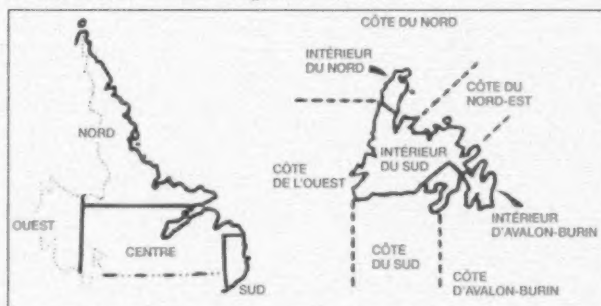 NORD
OUEST
CENTRE
SUD
CÔTE DU NORD
INTÉRIEUR
DU NORD
CÔTE DU
NORD-EST
INTÉRIEUR
DU SUD
CÔTE
DE L'OUEST
INTÉRIEUR
D'AVALON-BURIN
CÔTE
DU SUD
CÔTE
D'AVALON-BURIN